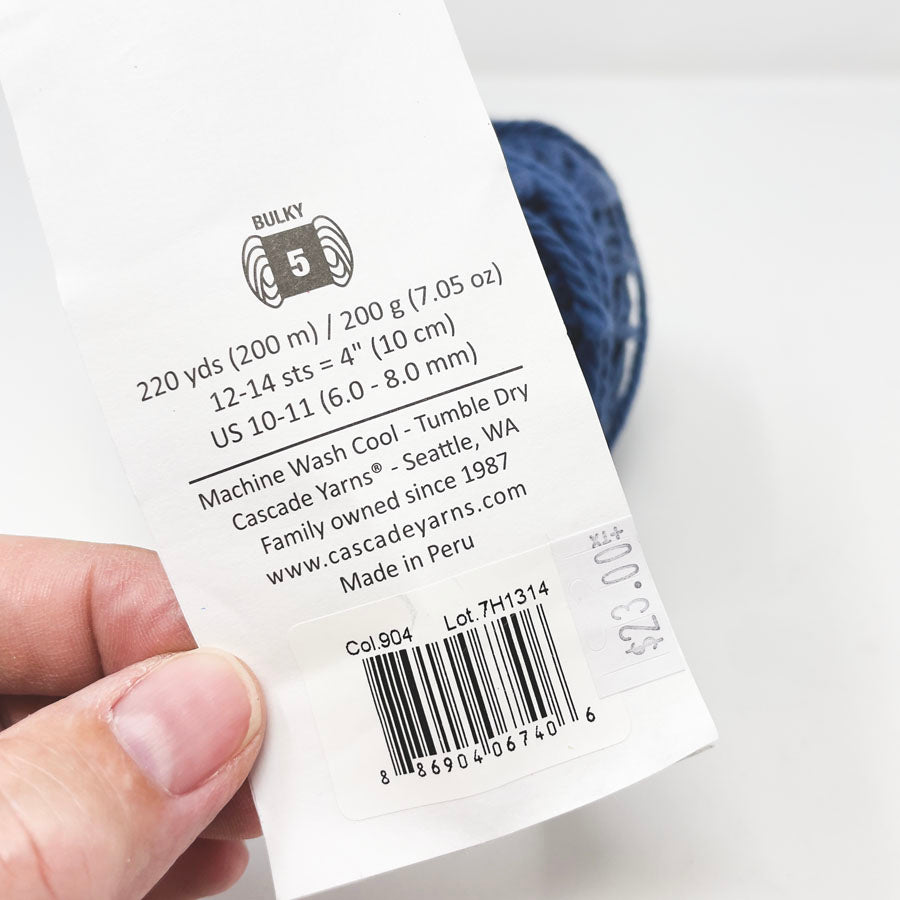 BULKY
5
220 yds (200 m) / 200 g (7.05 oz)
12-14 sts = 4" (10 cm)
US 10-11 (6.0 - 8.0 mm)
Machine Wash Cool - Tumble Dry
Cascade Yarns® - Seattle, WA
Family owned since 1987
www.cascadeyarns.com
Made in Peru
Col.904 Lot.7H1314
8 86904 06740 6
XT+
$23.00